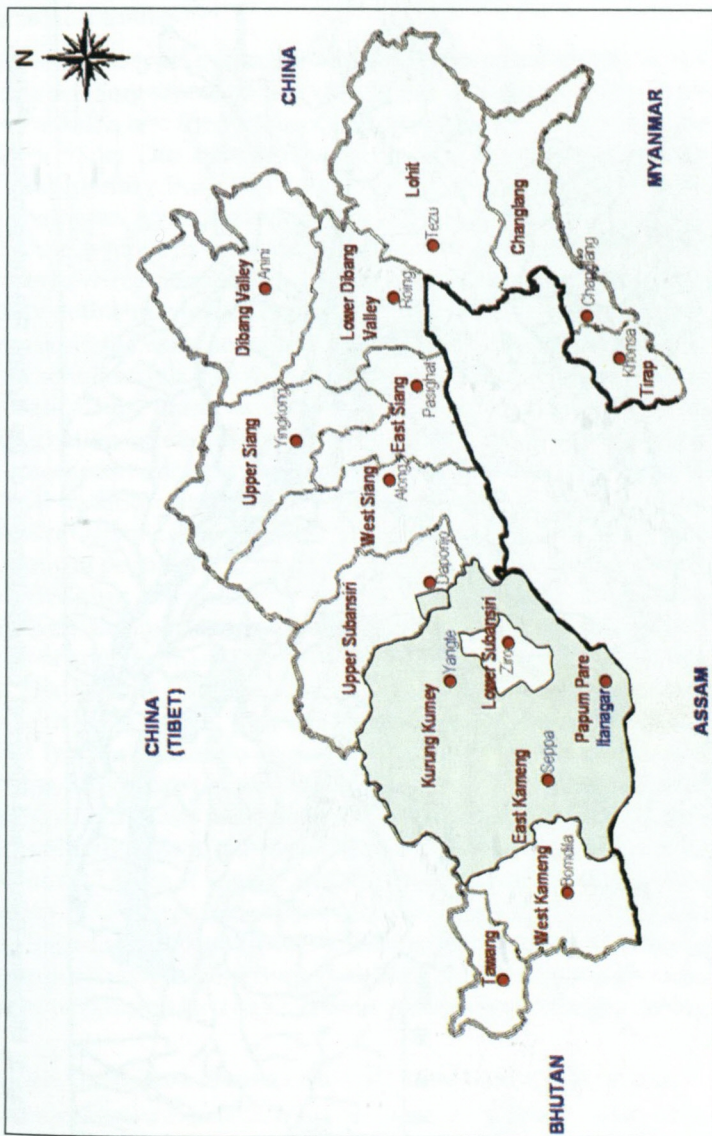 N
CHINA
(TIBET)
CHINA
Dibang Valley
Anini
Upper Siang
Yingkong
Lower Dibang
Valley
Roing
Lohit
Tezu
West Siang
Along
East Siang
Pasighat
Upper Subansiri
Daporijo
Changlang
Changlang
Kurung Kumey
Yangle
Lower Subansiri
Ziro
Tawang
East Kameng
Seppa
West Kameng
Bomdila
Papum Pare
Itanagar
Khonsa
Tirap
BHUTAN
ASSAM
MYANMAR